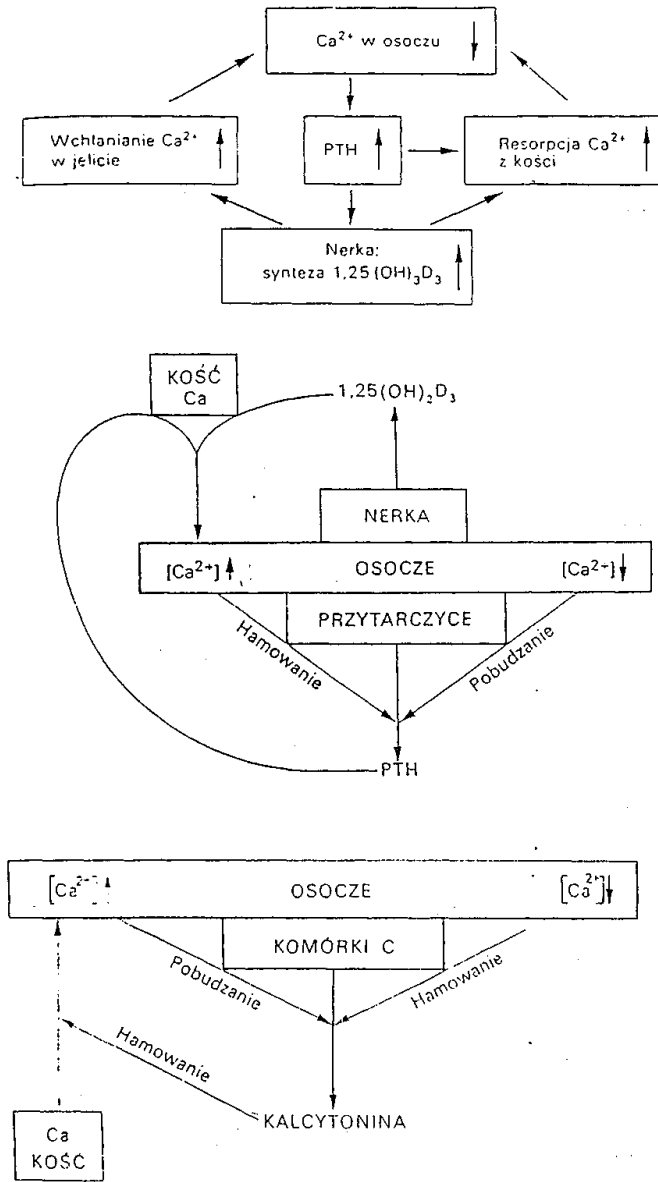 Ca²⁺ w osoczu ↓
Wchłanianie Ca²⁺ ↑
w jelicie
PTH ↑
Resorpcja Ca²⁺ ↑
z kości
Nerka:
synteza 1,25(OH)₃D₃ ↑
KOŚĆ
Ca
1,25(OH)₂D₃
NERKA
[Ca²⁺]↑ OSOCZE [Ca²⁺]↓
PRZYTARCZYCE
Hamowanie
Pobudzanie
PTH
[Ca²⁺]↑ OSOCZE [Ca²⁺]↓
KOMÓRKI C
Pobudzanie
Hamowanie
Hamowanie
KALCYTONINA
Ca
KOŚĆ